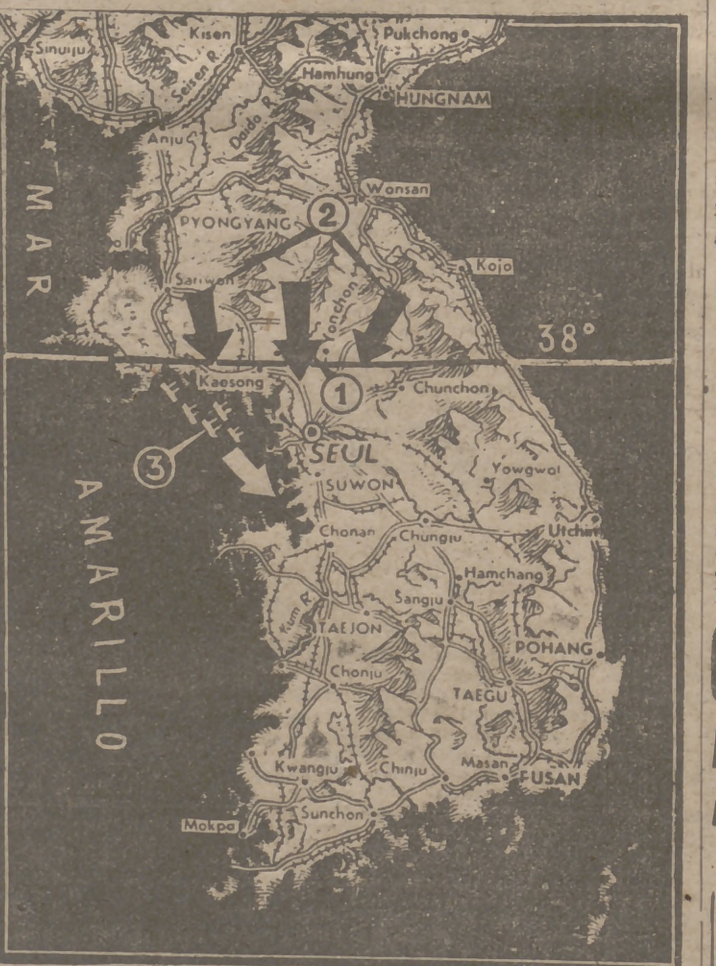 Kisen
Pukchong
Sinuiju
Seisen R.
Hamhung
HUNGNAM
Daido R.
Anju
Wonsan
MAR
2
PYONGYANG
Kojo
Sariwon
Yonchon
38°
Kaesong
1
Chunchon
3
SEUL
Yowgwol
SUWON
AMARILLO
Chonan
Chungju
Utchin
Hamchang
Sangju
Kum R.
TAEJON
POHANG
Chonju
TAEGU
Masan
Kwangju
Chinju
FUSAN
Sunchon
Mokpo